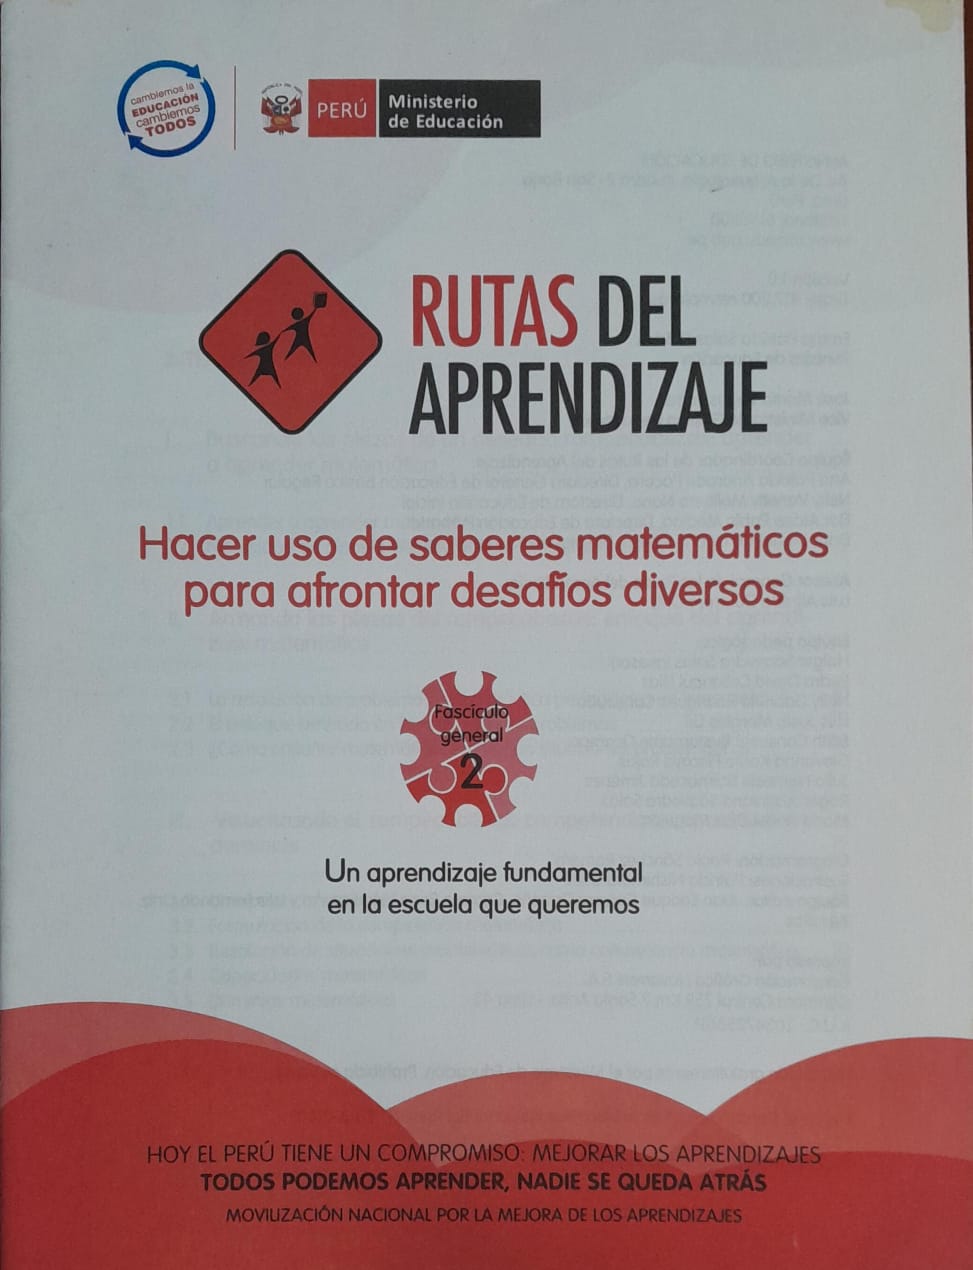 cambiemos la
EDUCACIÓN
cambiemos
TODOS
PERÚ
Ministerio
de Educación
RUTAS DEL
APRENDIZAJE
Hacer uso de saberes matemáticos
para afrontar desafíos diversos
Fascículo
general
2
Un aprendizaje fundamental
en la escuela que queremos
HOY EL PERÚ TIENE UN COMPROMISO: MEJORAR LOS APRENDIZAJES
TODOS PODEMOS APRENDER, NADIE SE QUEDA ATRÁS
MOVILIZACIÓN NACIONAL POR LA MEJORA DE LOS APRENDIZAJES